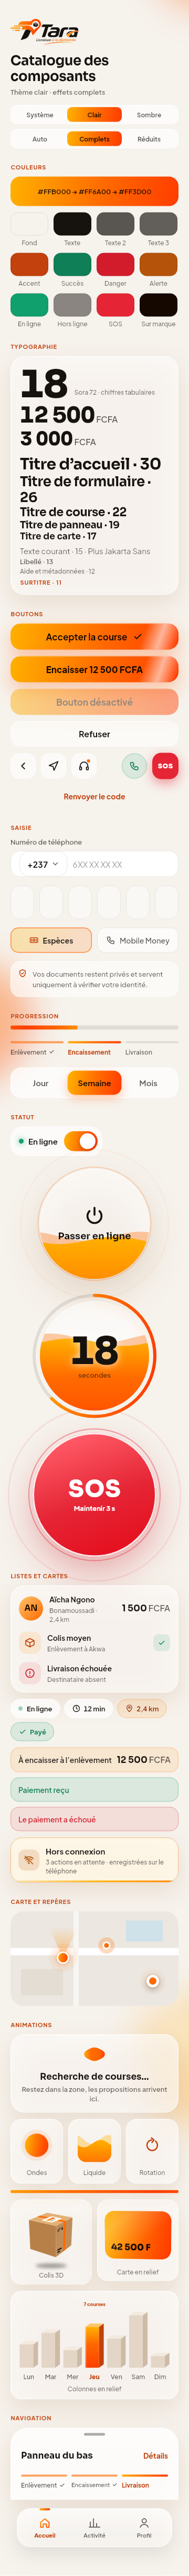 Tara
Catalogue des
composants
Thème clair · effets complets
Système
Clair
Sombre
Auto
Complets
Réduits
COULEURS
#FFB000 → #FF6A00 → #FF3D00
Fond
Texte
Texte 2
Texte 3
Accent
Succès
Danger
Alerte
En ligne
Hors ligne
SOS
Sur marque
TYPOGRAPHIE
18 Sora 72 · chiffres tabulaires
12 500 FCFA
3 000 FCFA
Titre d’accueil · 30
Titre de formulaire ·
26
Titre de course · 22
Titre de panneau · 19
Titre de carte · 17
Texte courant · 15 · Plus Jakarta Sans
Libellé · 13
Aide et métadonnées · 12
SURTITRE · 11
BOUTONS
Accepter la course
Encaisser 12 500 FCFA
Bouton désactivé
Refuser
SOS
Renvoyer le code
SAISIE
Numéro de téléphone
+237
6XX XX XX XX
Espèces
Mobile Money
Vos documents restent privés et servent
uniquement à vérifier votre identité.
PROGRESSION
Enlèvement ✓
Encaissement
Livraison
Jour
Semaine
Mois
STATUT
En ligne
Passer en ligne
18
secondes
SOS
Maintenir 3 s
LISTES ET CARTES
AN
Aïcha Ngono
Bonamoussadi ·
2,4 km
1 500 FCFA
Colis moyen
Enlèvement à Akwa
Livraison échouée
Destinataire absent
En ligne
12 min
2,4 km
Payé
À encaisser à l’enlèvement 12 500 FCFA
Paiement reçu
Le paiement a échoué
Hors connexion
3 actions en attente · enregistrées sur le
téléphone
CARTE ET REPÈRES
ANIMATIONS
Recherche de courses…
Restez dans la zone, les propositions arrivent
ici.
Ondes
Liquide
Rotation
Colis 3D
42 500 F
Carte en relief
7 courses
Lun
Mar
Mer
Jeu
Ven
Sam
Dim
Colonnes en relief
NAVIGATION
Panneau du bas
Détails
Enlèvement ✓
Encaissement ✓
Livraison
Accueil
Activité
Profil